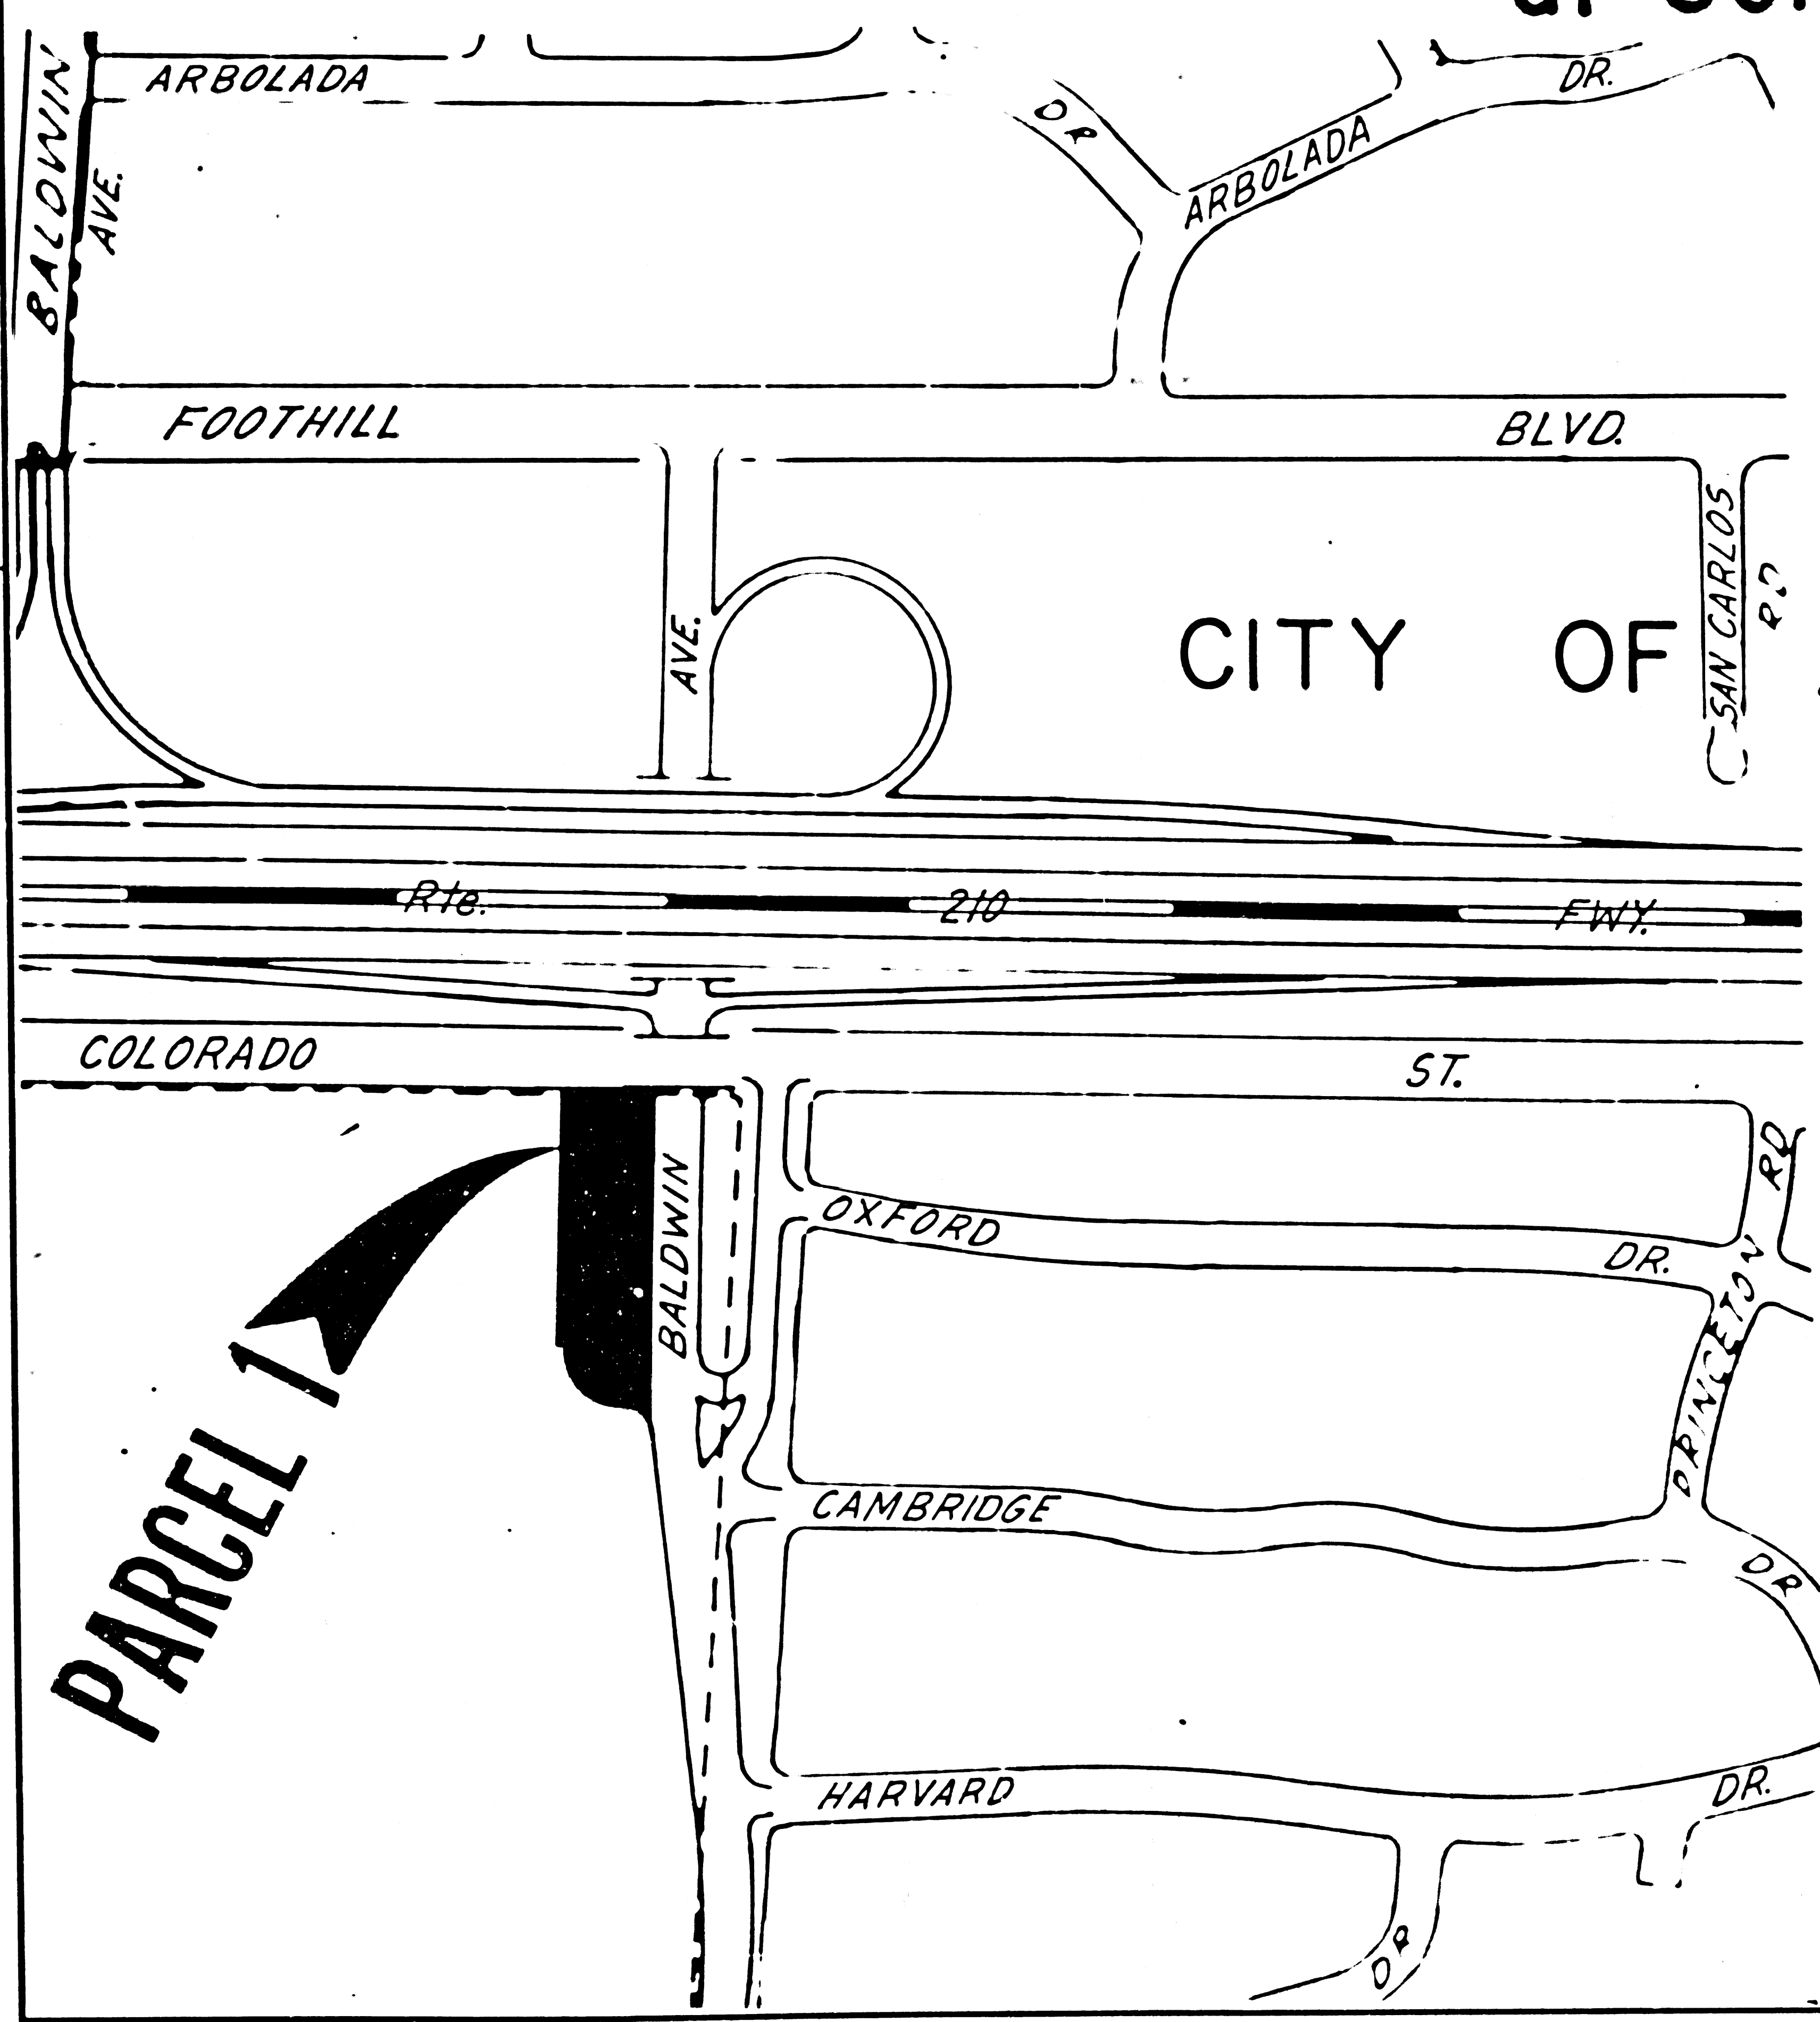 ARBOLADA
DR.
DR
ARBOLADA
BALDWIN
AVE.
FOOTHILL
BLVD.
SAN CARLOS
AVE.
CITY OF
Rte. 210 FWY.
COLORADO
ST.
BALDWIN
RD
OXFORD
DR.
PRINCETON
PARCEL 1
CAMBRIDGE
DR
HARVARD
DR.
DR